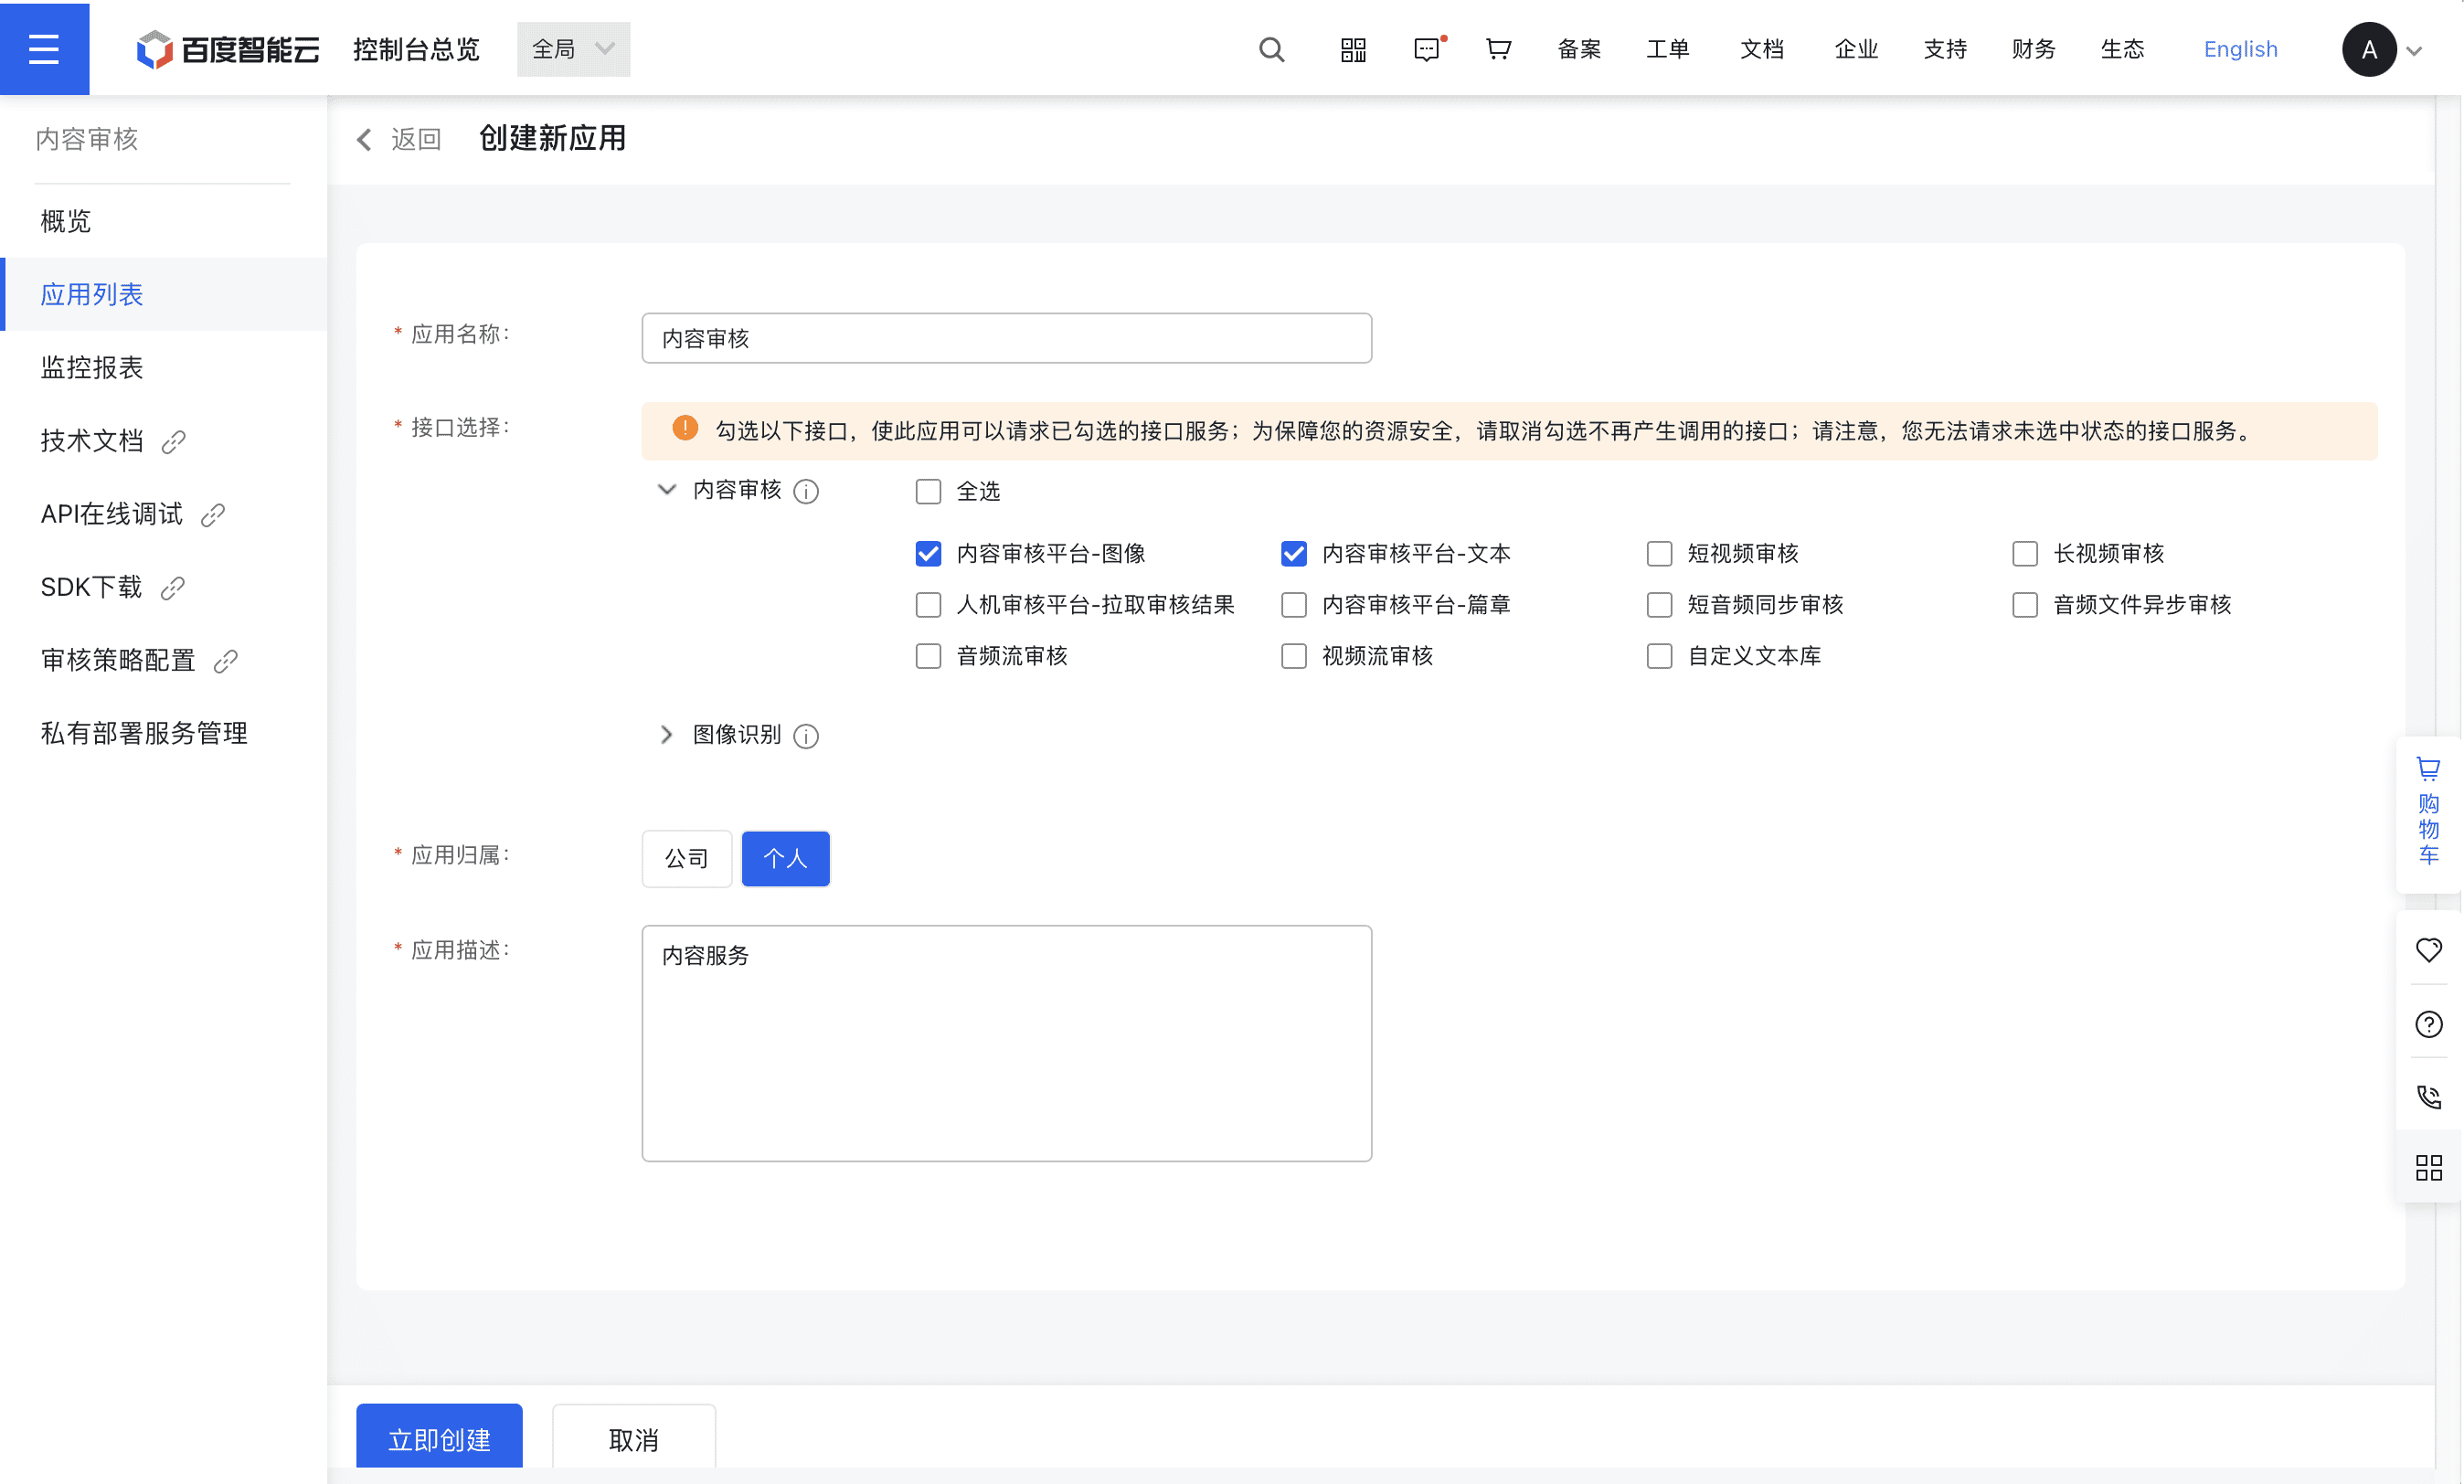 百度智能云 控制台总览 全局 备案 工单 文档 企业 支持 财务 生态 English A
内容审核
概览
应用列表
监控报表
技术文档
API在线调试
SDK下载
审核策略配置
私有部署服务管理
返回 创建新应用
* 应用名称: 内容审核
* 接口选择: 勾选以下接口，使此应用可以请求已勾选的接口服务；为保障您的资源安全，请取消勾选不再产生调用的接口；请注意，您无法请求未选中状态的接口服务。
内容审核 全选
内容审核平台-图像 内容审核平台-文本 短视频审核 长视频审核
人机审核平台-拉取审核结果 内容审核平台-篇章 短音频同步审核 音频文件异步审核
音频流审核 视频流审核 自定义文本库
图像识别
* 应用归属: 公司 个人
* 应用描述: 内容服务
立即创建 取消
购
物
车